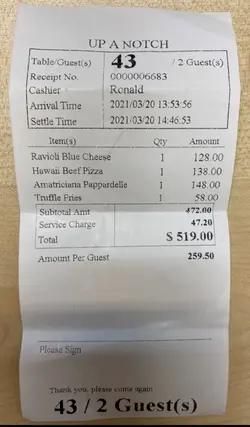 UP A NOTCH
Table/Guest(s) 43 / 2 Guest(s)
Receipt No. 0000006683
Cashier Ronald
Arrival Time 2021/03/20 13:53:56
Settle Time 2021/03/20 14:46:53
Item(s) Qty Amount
Ravioli Blue Cheese 1 128.00
Hawaii Beef Pizza 1 138.00
Amatriciana Pappardelle 1 148.00
Truffle Fries 1 58.00
Subtotal Amt 472.00
Service Charge 47.20
Total $ 519.00
Amount Per Guest 259.50
Please Sign
Thank you, please come again
43 / 2 Guest(s)